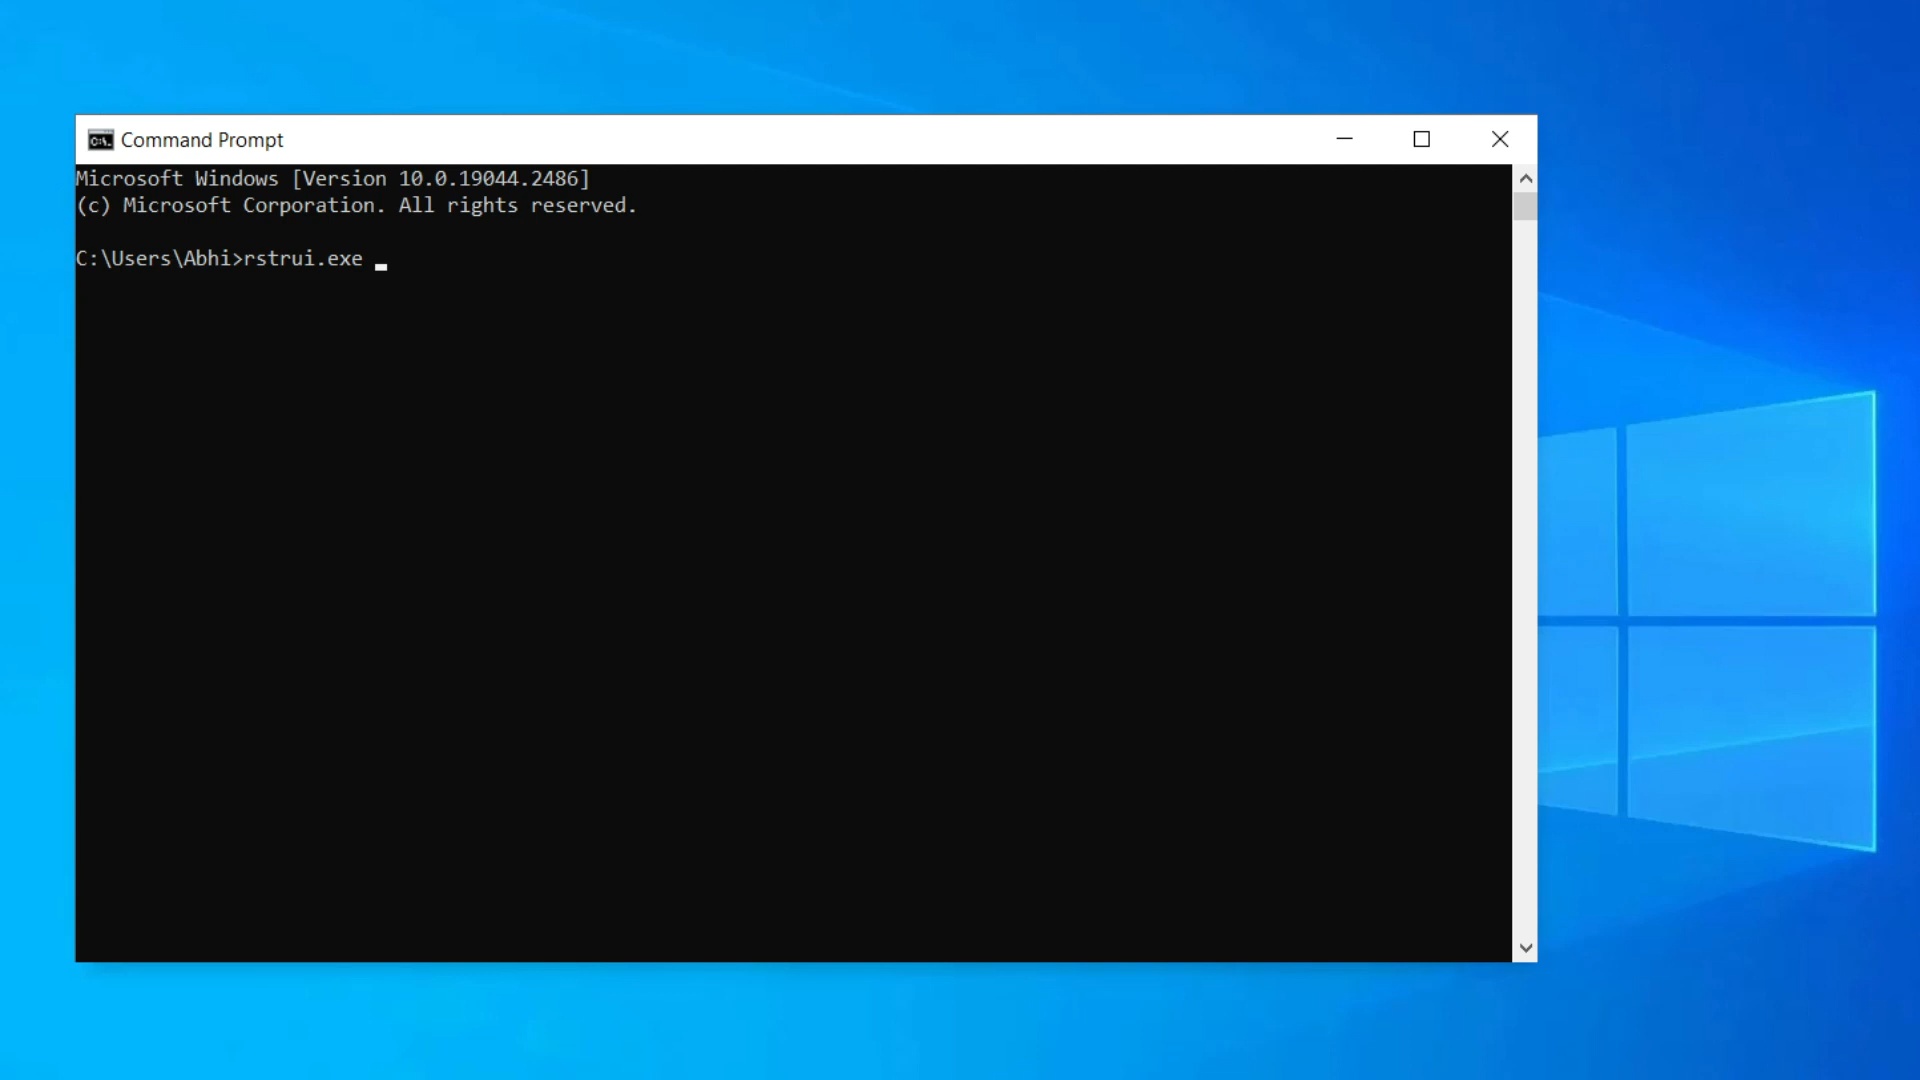 Command Prompt
Microsoft Windows [Version 10.0.19044.2486]
(c) Microsoft Corporation. All rights reserved.
C:\Users\Abhi>rstrui.exe